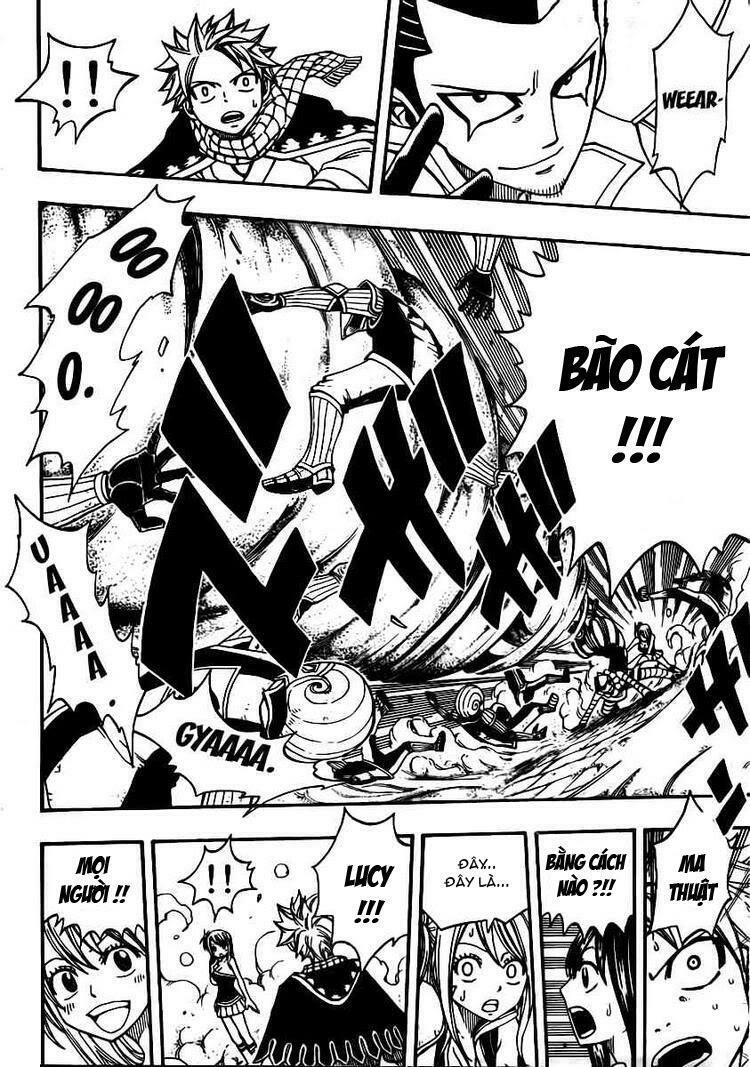 WEEAR-
!!
BÃO CÁT
!!!
OO
OO
O.
UAAAA.
GYAAAA.
MA
THUẬT
BẰNG CÁCH
NÀO ?!!
ĐÂY...
ĐÂY LÀ...
LUCY
!!!
!!
MỌI
NGƯỜI !!